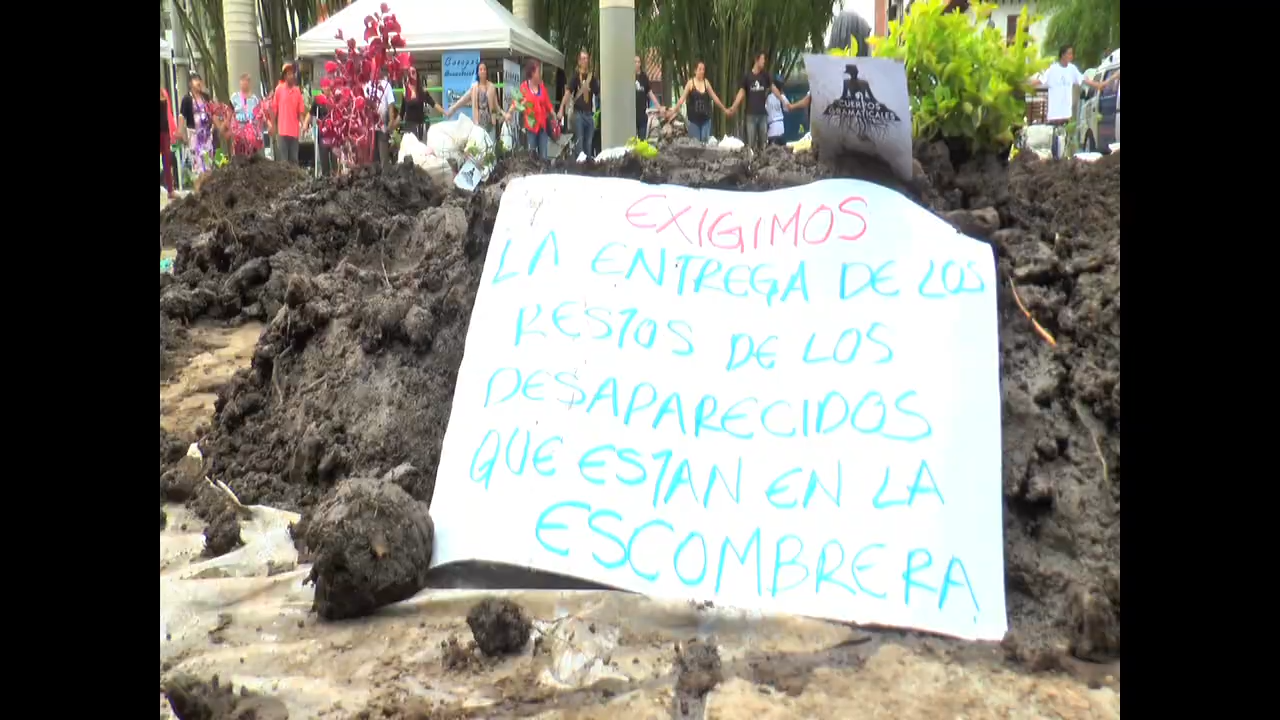 CUERPOS
GRAMATICALES
EXIGIMOS
LA ENTREGA DE LOS
RESTOS DE LOS
DESAPARECIDOS
QUE ESTAN EN LA
ESCOMBRERA